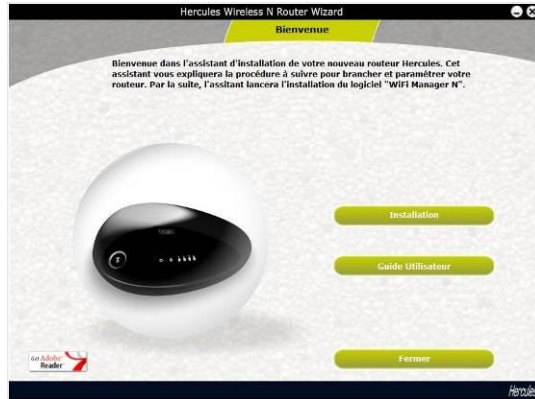 Hercules Wireless N Router Wizard
Bienvenue
Bienvenue dans l'assistant d'installation de votre nouveau routeur Hercules. Cet
assistant vous expliquera la procédure à suivre pour brancher et paramétrer votre
routeur. Par la suite, l'assitant lancera l'installation du logiciel "WiFi Manager N".
Installation
Guide Utilisateur
Get Adobe
Reader
Fermer
Hercules